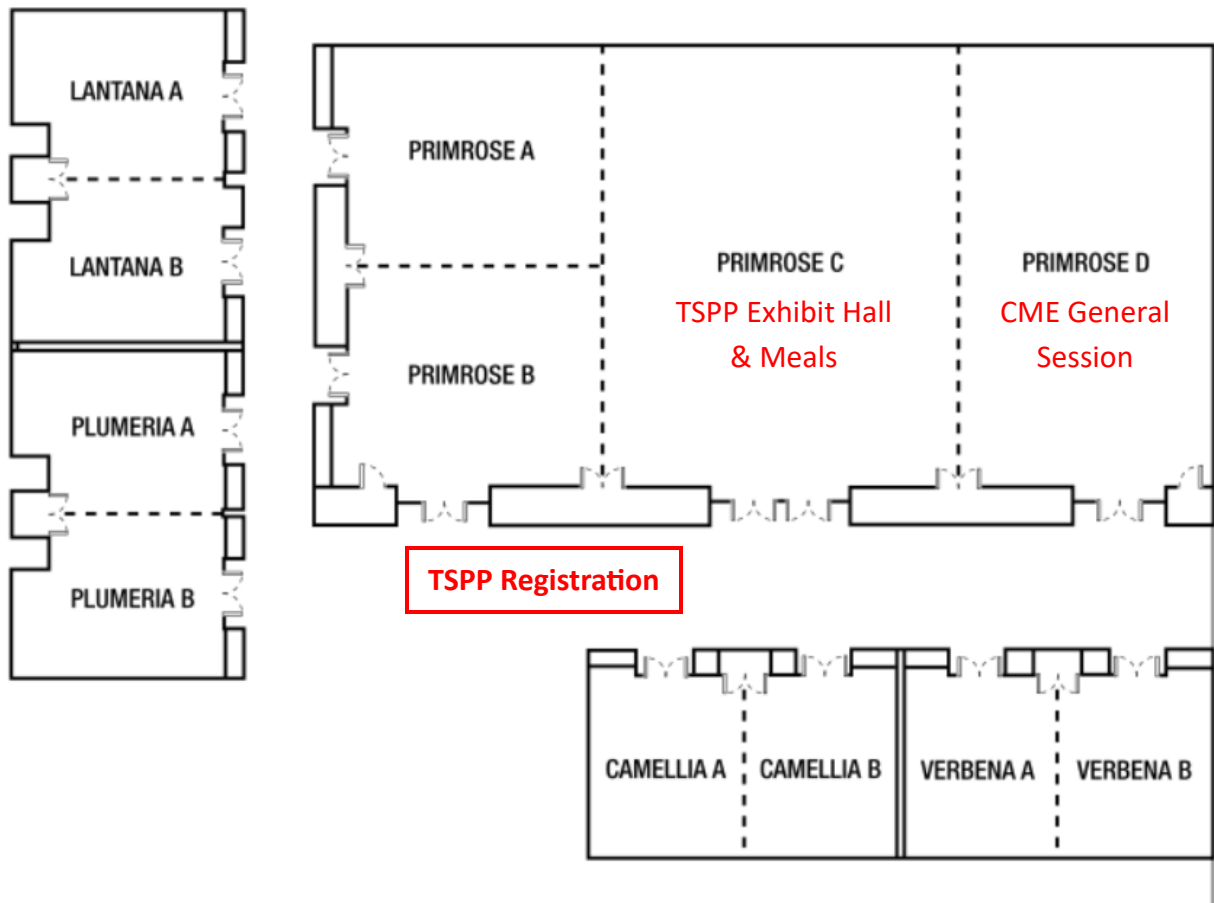 LANTANA A
LANTANA B
PLUMERIA A
PLUMERIA B
PRIMROSE A
PRIMROSE B
PRIMROSE C
TSPP Exhibit Hall
& Meals
PRIMROSE D
CME General
Session
TSPP Registration
CAMELLIA A
CAMELLIA B
VERBENA A
VERBENA B